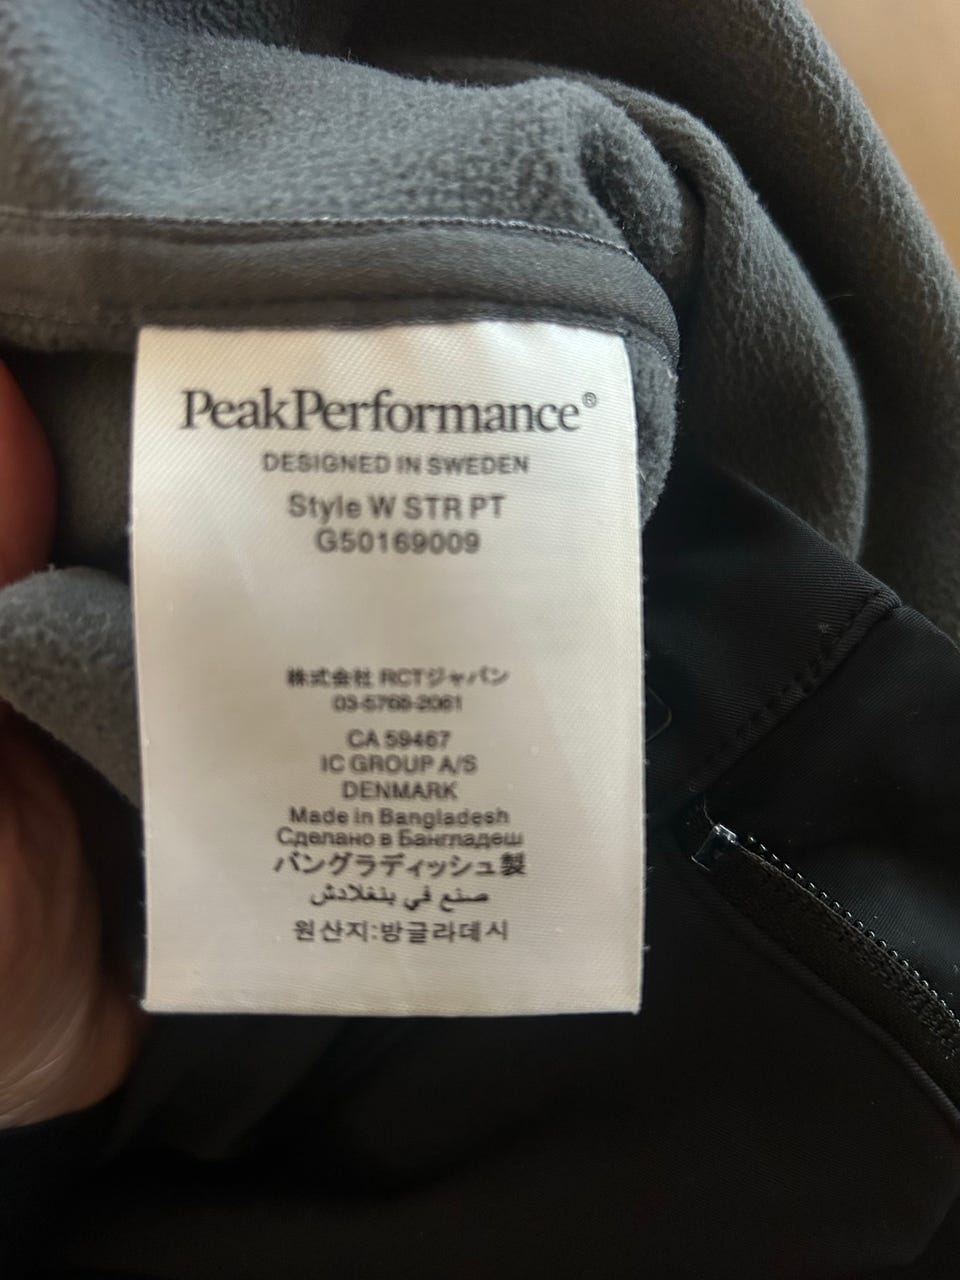 PeakPerformance®
DESIGNED IN SWEDEN
Style W STR PT
G50169009
株式会社 RCTジャパン
03-5768-2061
CA 59467
IC GROUP A/S
DENMARK
Made in Bangladesh
Сделано в Бангладеш
バングラディッシュ製
صنع في بنغلادش
원산지:방글라데시